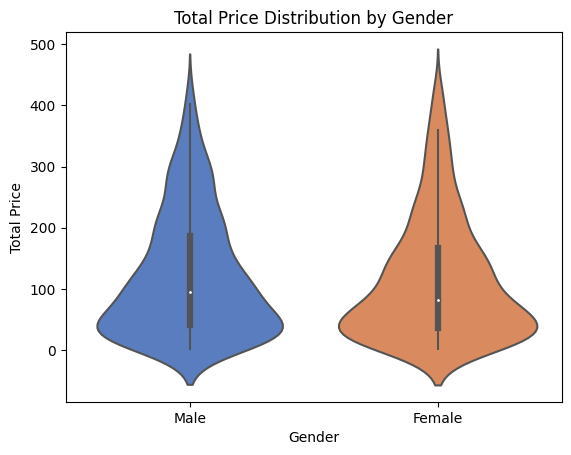 Total Price Distribution by Gender
500
400
300
200
100
0
Total Price
Male
Female
Gender